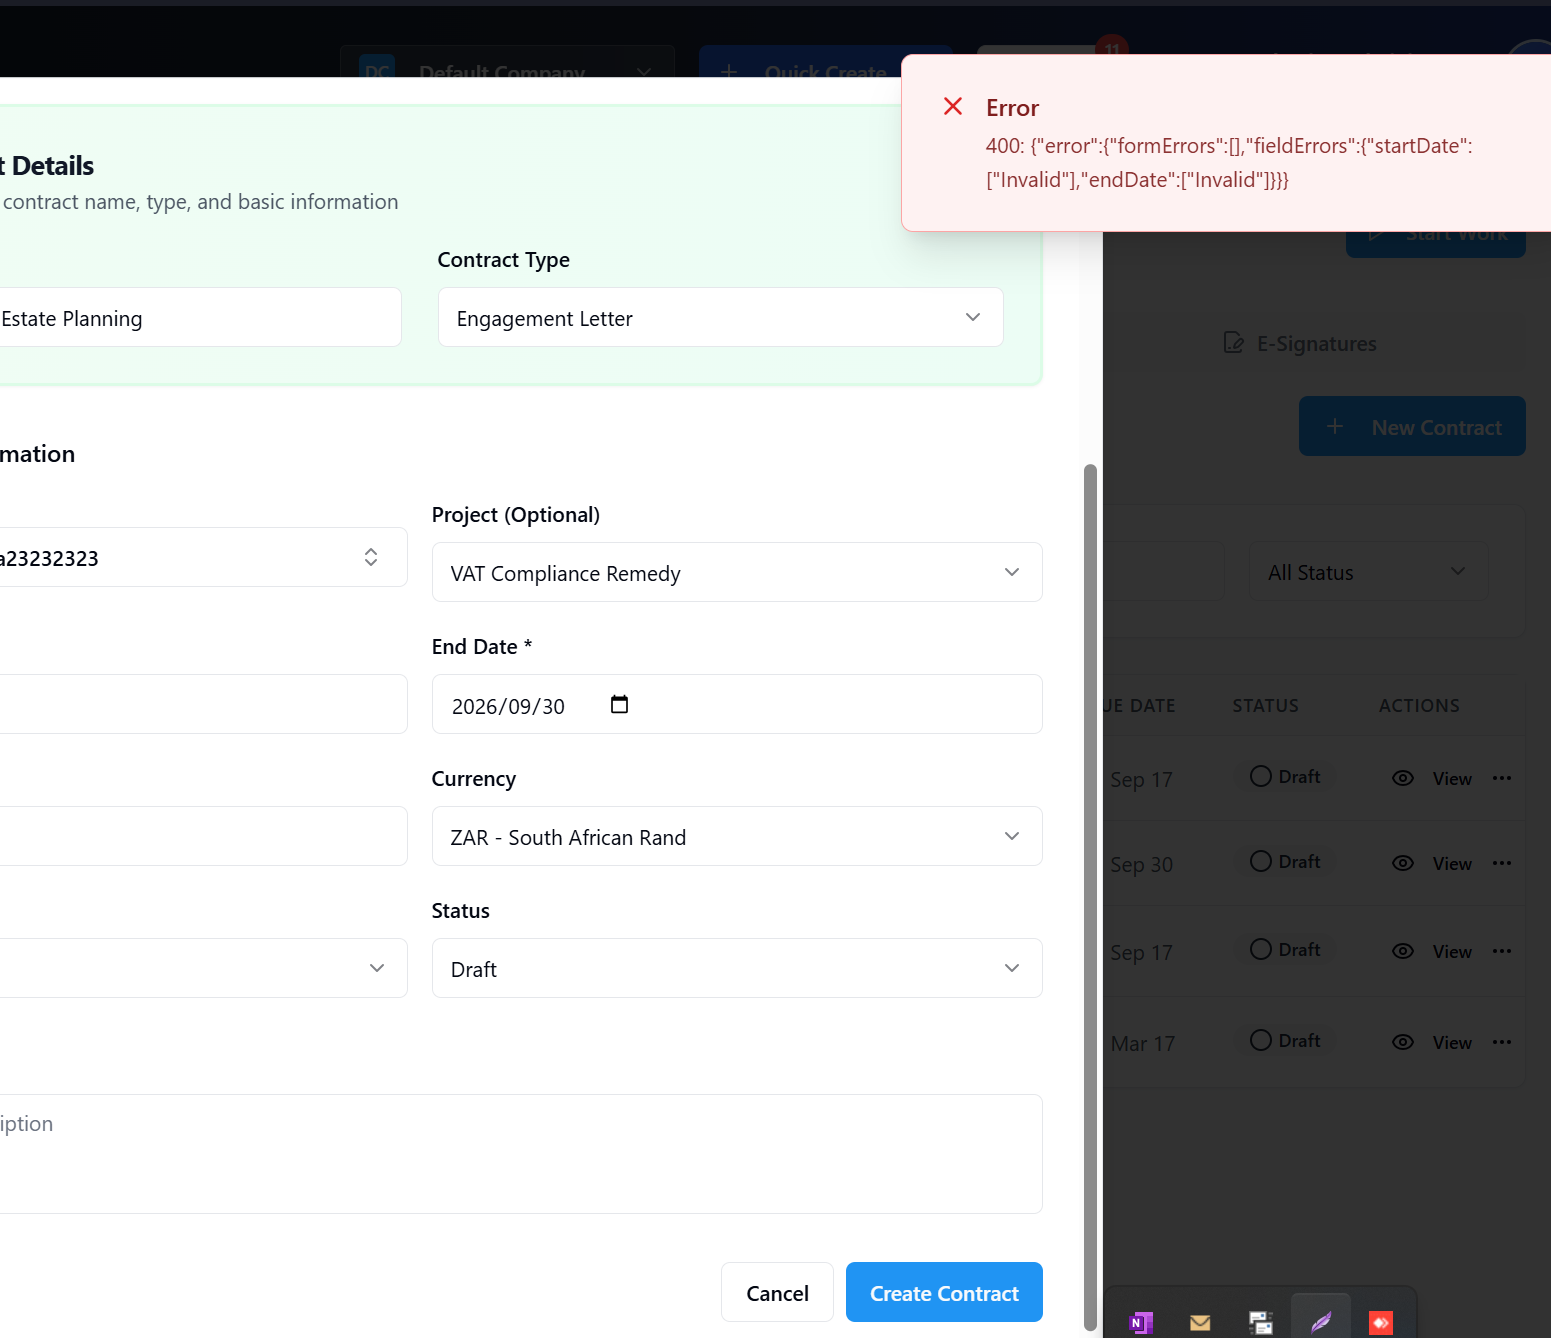 DC Default Company
Quick Create
11
Error
400: {"error":{"formErrors":[],"fieldErrors":{"startDate":
["Invalid"],"endDate":["Invalid"]}}}
t Details
contract name, type, and basic information
Start Work
Contract Type
Estate Planning
Engagement Letter
E-Signatures
New Contract
mation
Project (Optional)
a23232323
VAT Compliance Remedy
All Status
End Date *
2026/09/30
UE DATE STATUS ACTIONS
Currency
Sep 17 Draft View
ZAR - South African Rand
Sep 30 Draft View
Status
Sep 17 Draft View
Draft
Mar 17 Draft View
iption
Cancel
Create Contract
N